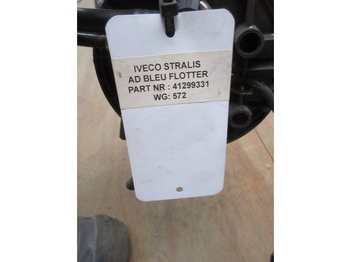 IVECO STRALIS
AD BLEU FLOTTER
PART NR : 41299331
WG: 572